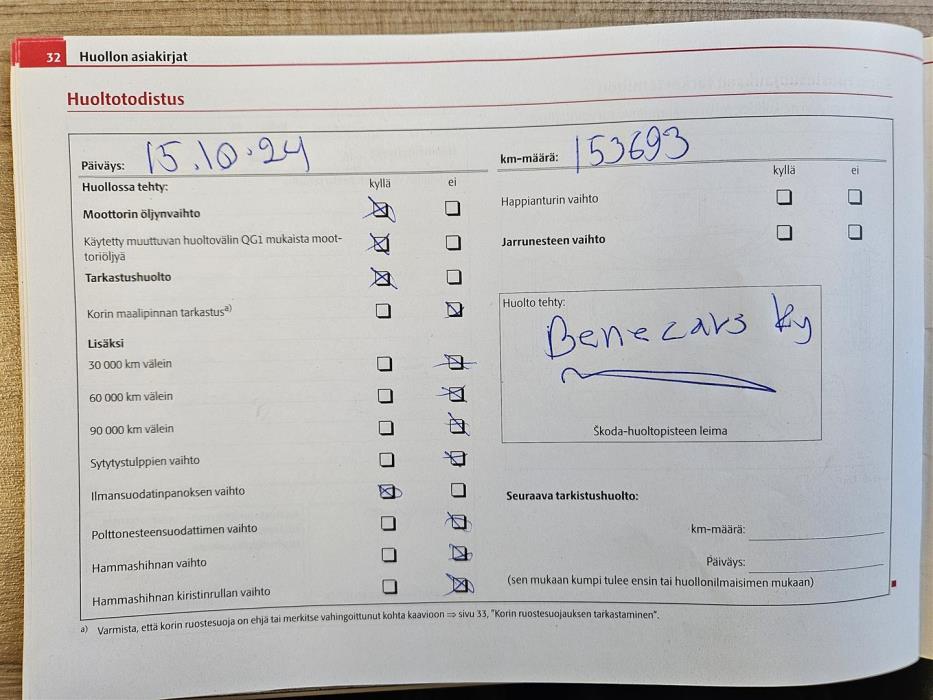 32 Huollon asiakirjat
Huoltotodistus
Päiväys: 15.10.24
Huollossa tehty: kyllä ei
Moottorin öljynvaihto
Käytetty muuttuvan huoltovälin QG1 mukaista moot-
toriöljyä
Tarkastushuolto
Korin maalipinnan tarkastus a)
Lisäksi
30 000 km välein
60 000 km välein
90 000 km välein
Sytytystulppien vaihto
Ilmansuodatinpanoksen vaihto
Polttonesteensuodattimen vaihto
Hammashihnan vaihto
Hammashihnan kiristinrullan vaihto
km-määrä: 153693
kyllä ei
Happianturin vaihto
Jarrunesteen vaihto
Huolto tehty:
Benecars Ky
Škoda-huoltopisteen leima
Seuraava tarkistushuolto:
km-määrä:
Päiväys:
(sen mukaan kumpi tulee ensin tai huollonilmaisimen mukaan)
a) Varmista, että korin ruostesuoja on ehjä tai merkitse vahingoittunut kohta kaavioon ⇒ sivu 33, "Korin ruostesuojauksen tarkastaminen".